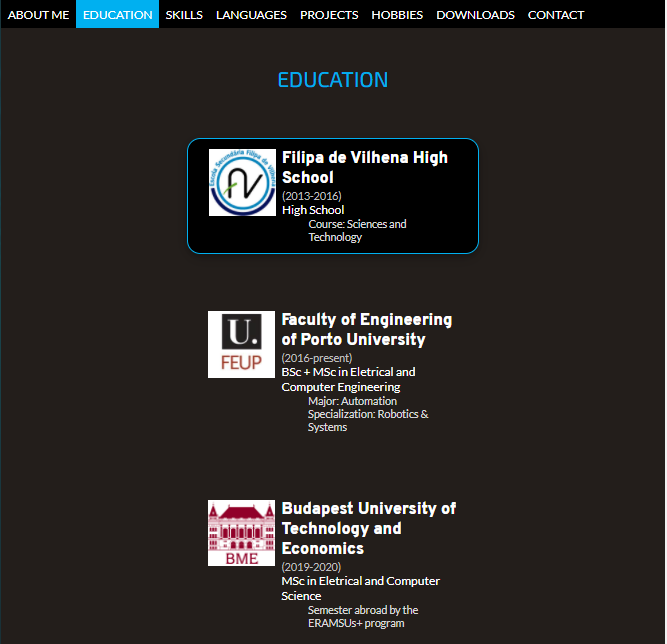 ABOUT ME EDUCATION SKILLS LANGUAGES PROJECTS HOBBIES DOWNLOADS CONTACT
EDUCATION
Escola Secundária Filipa de Vilhena
Filipa de Vilhena High
School
(2013-2016)
High School
Course: Sciences and
Technology
U.
FEUP
Faculty of Engineering
of Porto University
(2016-present)
BSc + MSc in Eletrical and
Computer Engineering
Major: Automation
Specialization: Robotics &
Systems
BME
Budapest University of
Technology and
Economics
(2019-2020)
MSc in Eletrical and Computer
Science
Semester abroad by the
ERAMSUs+ program